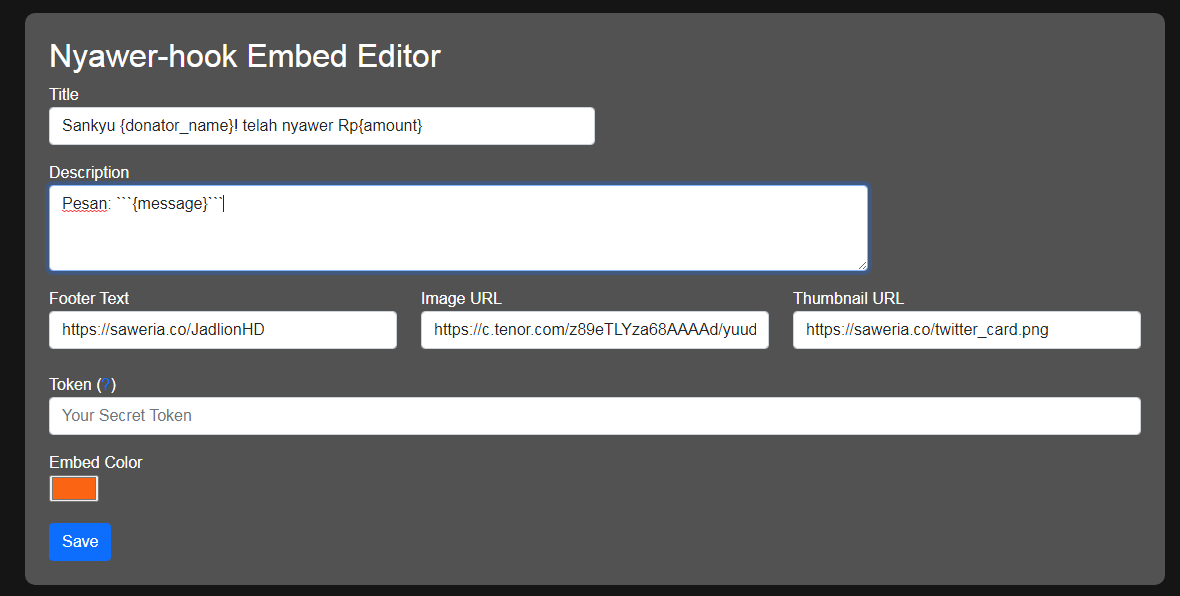 Nyawer-hook Embed Editor
Title
Sankyu {donator_name}! telah nyawer Rp{amount}
Description
Pesan: ```{message}```
Footer Text
Image URL
Thumbnail URL
https://saweria.co/JadlionHD
https://c.tenor.com/z89eTLYza68AAAAd/yuud
https://saweria.co/twitter_card.png
Token (?)
Your Secret Token
Embed Color
Save